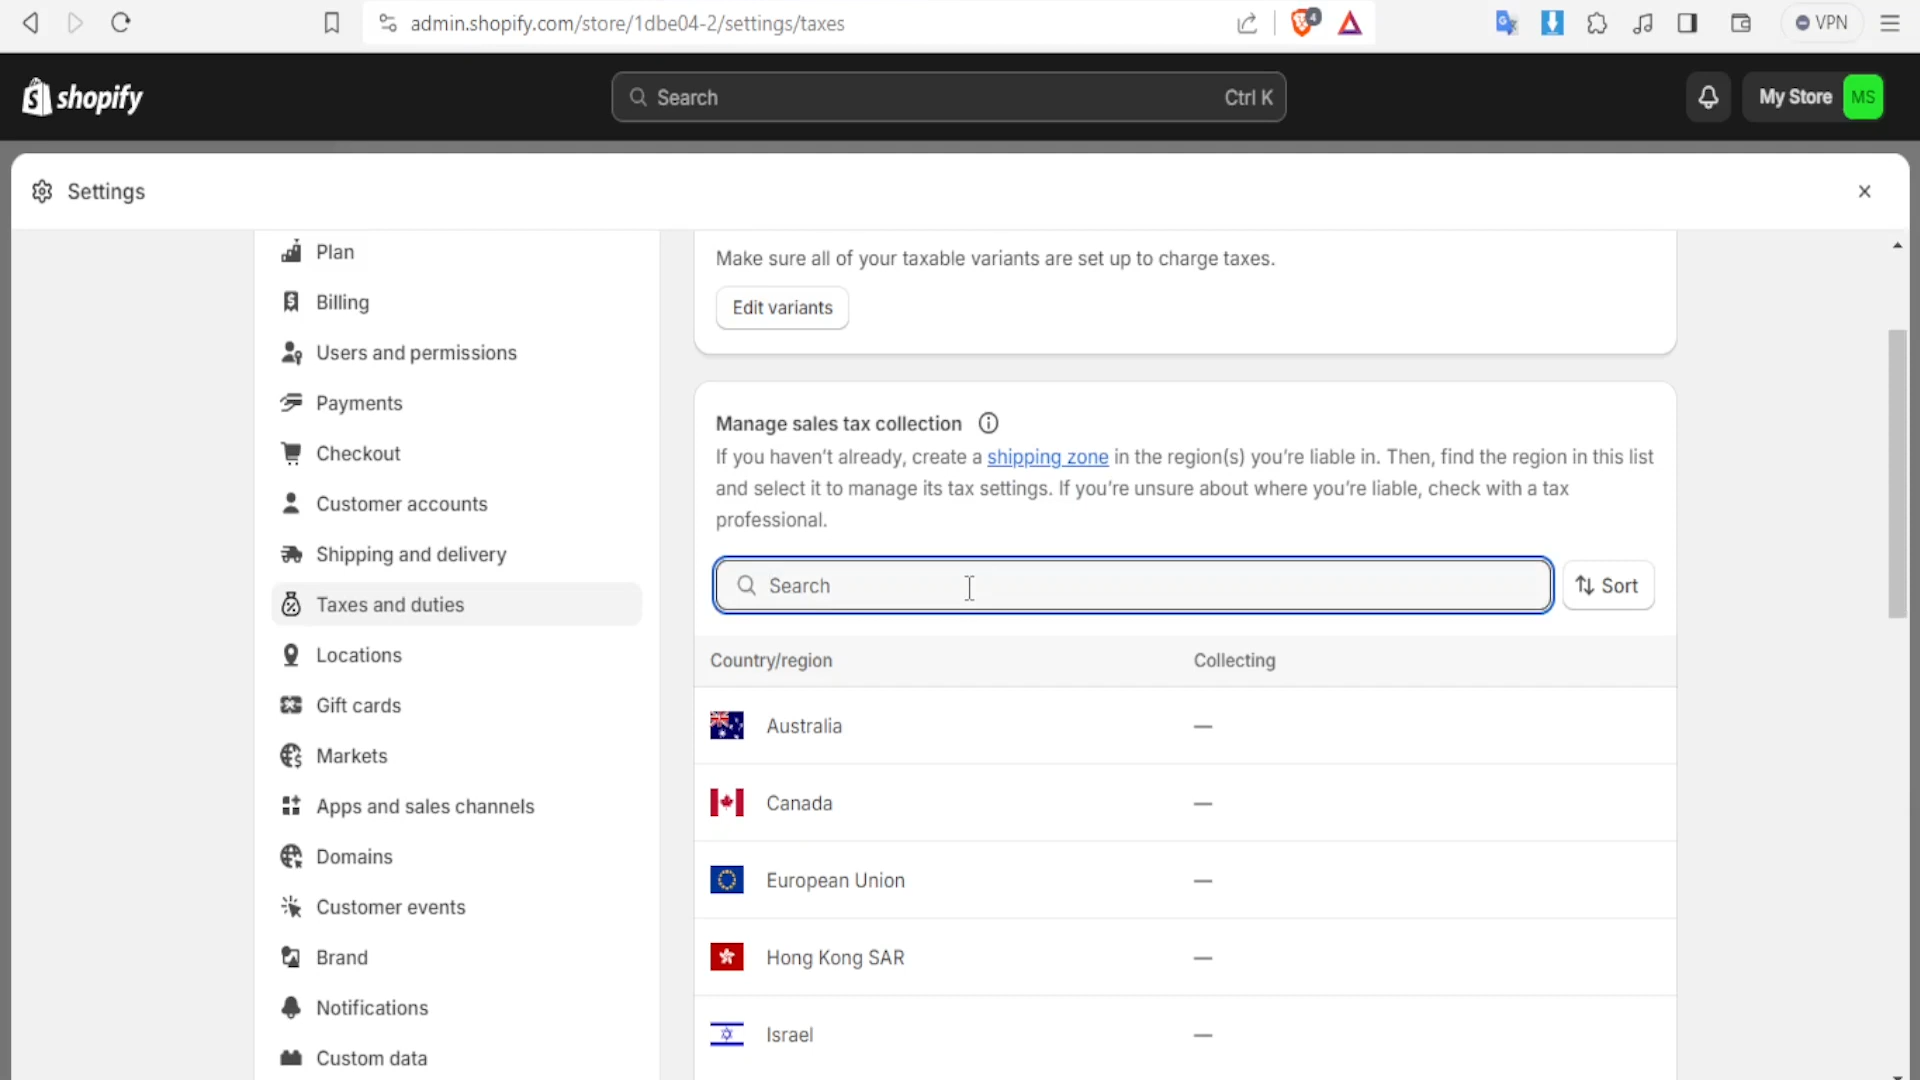 admin.shopify.com/store/1dbe04-2/settings/taxes
4
VPN
shopify
Search
Ctrl K
My Store
MS
Settings
Plan
Billing
Users and permissions
Payments
Checkout
Customer accounts
Shipping and delivery
Taxes and duties
Locations
Gift cards
Markets
Apps and sales channels
Domains
Customer events
Brand
Notifications
Custom data
Make sure all of your taxable variants are set up to charge taxes.
Edit variants
Manage sales tax collection
If you haven’t already, create a shipping zone in the region(s) you’re liable in. Then, find the region in this list
and select it to manage its tax settings. If you’re unsure about where you’re liable, check with a tax
professional.
Search
Sort
Country/region
Collecting
Australia
—
Canada
—
European Union
—
Hong Kong SAR
—
Israel
—